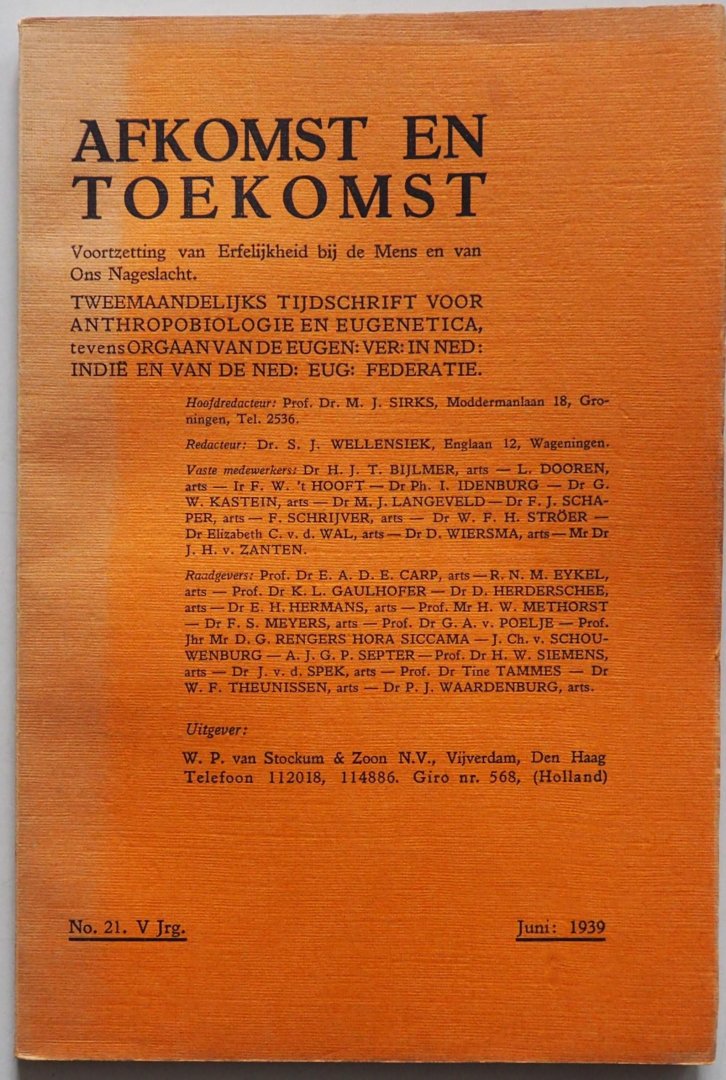 AFKOMST EN
TOEKOMST
Voortzetting van Erfelijkheid bij de Mens en van
Ons Nageslacht.
TWEEMAANDELIJKS TIJDSCHRIFT VOOR
ANTHROPOBIOLOGIE EN EUGENETICA,
tevens ORGAAN VAN DE EUGEN: VER: IN NED:
INDIË EN VAN DE NED: EUG: FEDERATIE.
Hoofdredacteur: Prof. Dr. M. J. SIRKS, Moddermanlaan 18, Gro-
ningen, Tel. 2536.
Redacteur: Dr. S. J. WELLENSIEK, Englaan 12, Wageningen.
Vaste medewerkers: Dr H. J. T. BIJLMER, arts — L. DOOREN,
arts — Ir F. W. 't HOOFT — Dr Ph. I. IDENBURG — Dr G.
W. KASTEIN, arts — Dr M. J. LANGEVELD — Dr F. J. SCHA-
PER, arts — F. SCHRIJVER, arts — Dr W. F. H. STRÖER —
Dr Elizabeth C. v. d. WAL, arts — Dr D. WIERSMA, arts — Mr Dr
J. H. v. ZANTEN.
Raadgevers: Prof. Dr E. A. D. E. CARP, arts — R. N. M. EYKEL,
arts — Prof. Dr K. L. GAULHOFER — Dr D. HERDERSCHEE,
arts — Dr E. H. HERMANS, arts — Prof. Mr H. W. METHORST
— Dr F. S. MEYERS, arts — Prof. Dr G. A. v. POELJE — Prof.
Jhr Mr D. G. RENGERS HORA SICCAMA — J. Ch. v. SCHOU-
WENBURG — A. J. G. P. SEPTER — Prof. Dr H. W. SIEMENS,
arts — Dr J. v. d. SPEK, arts — Prof. Dr Tine TAMMES — Dr
W. F. THEUNISSEN, arts — Dr P. J. WAARDENBURG, arts.
Uitgever:
W. P. van Stockum & Zoon N.V., Vijverdam, Den Haag
Telefoon 112018, 114886. Giro nr. 568, (Holland)
No. 21. V Jrg. Juni: 1939